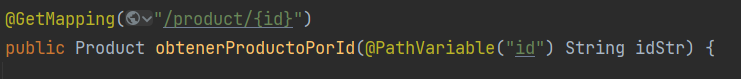 @GetMapping("/product/{id}")
public Product obtenerProductoPorId(@PathVariable("id") String idStr) {